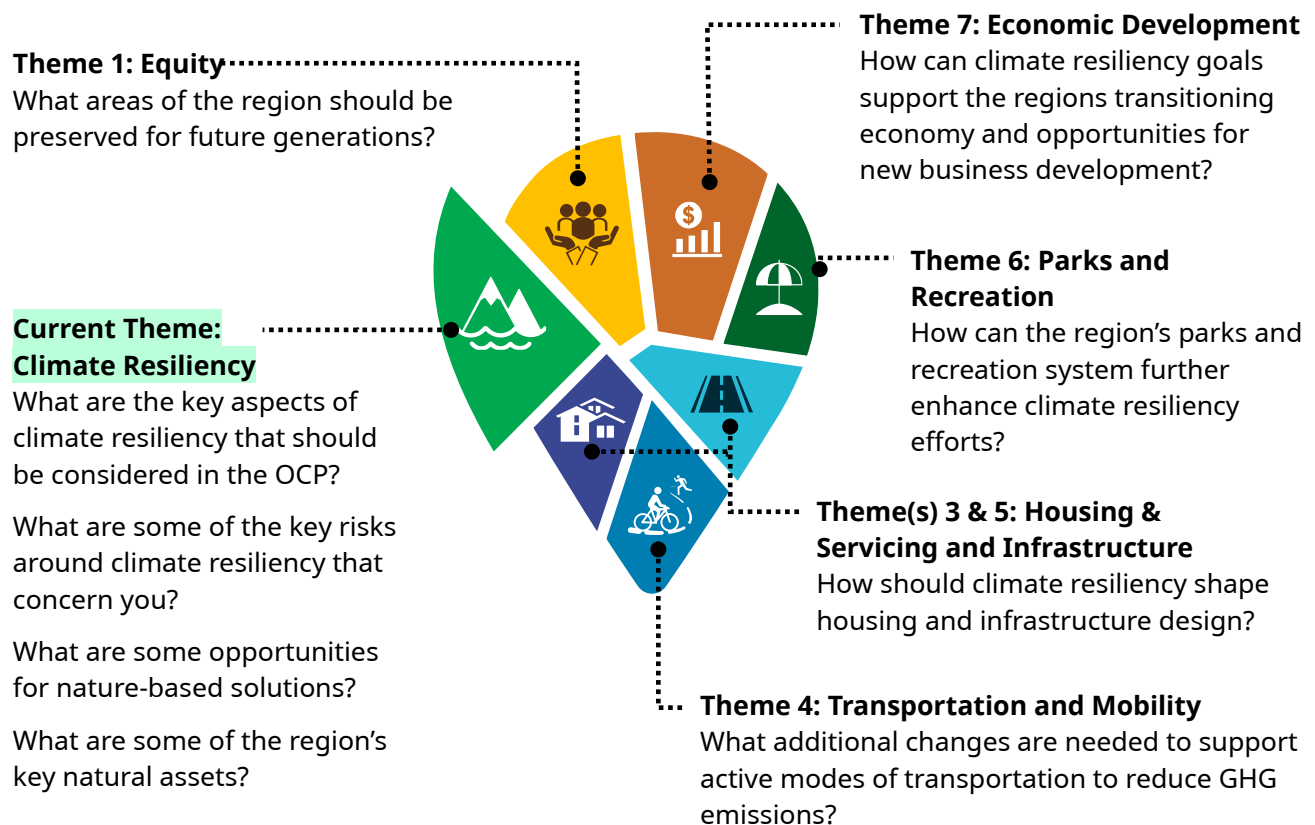 Theme 1: Equity
What areas of the region should be
preserved for future generations?
Theme 7: Economic Development
How can climate resiliency goals
support the regions transitioning
economy and opportunities for
new business development?
$
Theme 6: Parks and
Recreation
How can the region’s parks and
recreation system further
enhance climate resiliency
efforts?
Current Theme:
Climate Resiliency
What are the key aspects of
climate resiliency that should
be considered in the OCP?
What are some of the key risks
around climate resiliency that
concern you?
What are some opportunities
for nature-based solutions?
What are some of the region’s
key natural assets?
Theme(s) 3 & 5: Housing &
Servicing and Infrastructure
How should climate resiliency shape
housing and infrastructure design?
Theme 4: Transportation and Mobility
What additional changes are needed to support
active modes of transportation to reduce GHG
emissions?